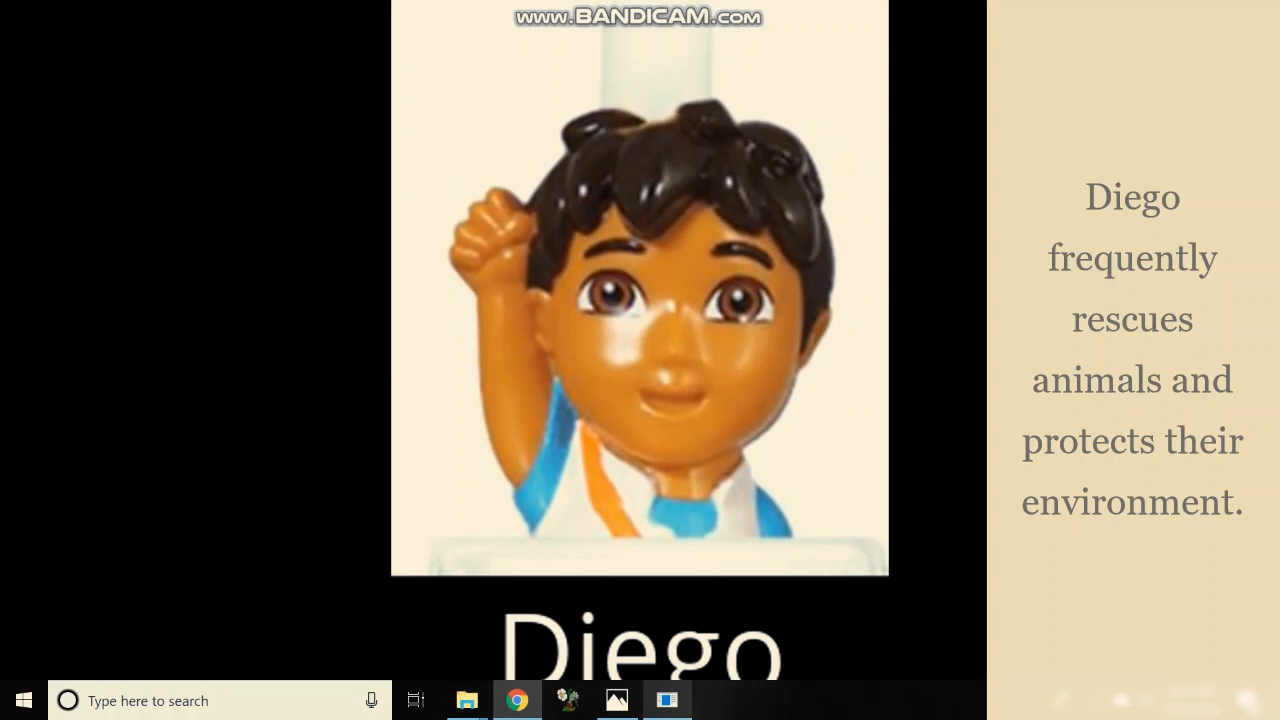 www.BANDICAM.com
Diego
frequently
rescues
animals and
protects their
environment.
Diego
Type here to search